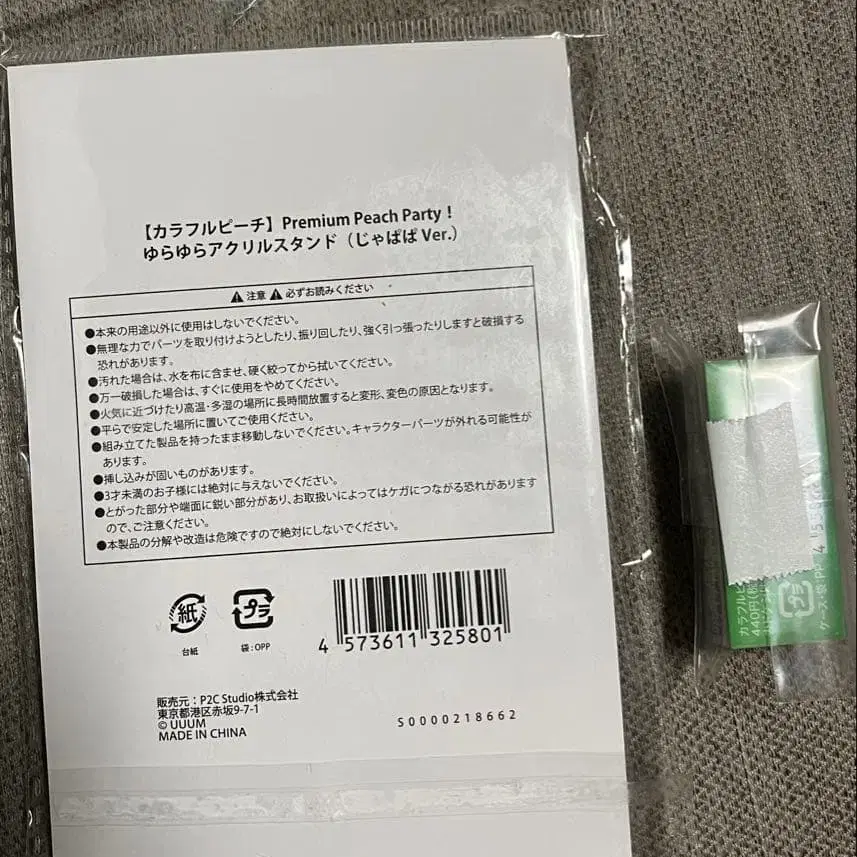 【カラフルピーチ】Premium Peach Party！
ゆらゆらアクリルスタンド（じゃぱぱ Ver.）
⚠注意⚠必ずお読みください
●本来の用途以外に使用はしないでください。
●無理な力でパーツを取り付けようとしたり、振り回したり、強く引っ張ったりしますと破損する
恐れがあります。
●汚れた場合は、水を布に含ませ、硬く絞ってから拭いてください。
●万一破損した場合は、すぐに使用をやめてください。
●火気に近づけたり高温・多湿の場所に長時間放置すると変形、変色の原因となります。
●平らで安定した場所に置いてご使用ください。
●組み立てた製品を持ったまま移動しないでください。キャラクターパーツが外れる可能性が
あります。
●挿し込みが固いものがあります。
●3才未満のお子様には絶対に与えないでください。
●とがった部分や端面に鋭い部分があり、お取扱いによってはケガにつながる恐れがあります
ので、ご注意ください。
●本製品の分解や改造は危険ですので絶対にしないでください。
紙
台紙
プラ
袋：OPP
4 573611 325801
販売元：P2C Studio株式会社
東京都港区赤坂9-7-1
© UUUM
MADE IN CHINA
S0000218662
カラフルピ
440円(税
プラ
ケース・袋:PP